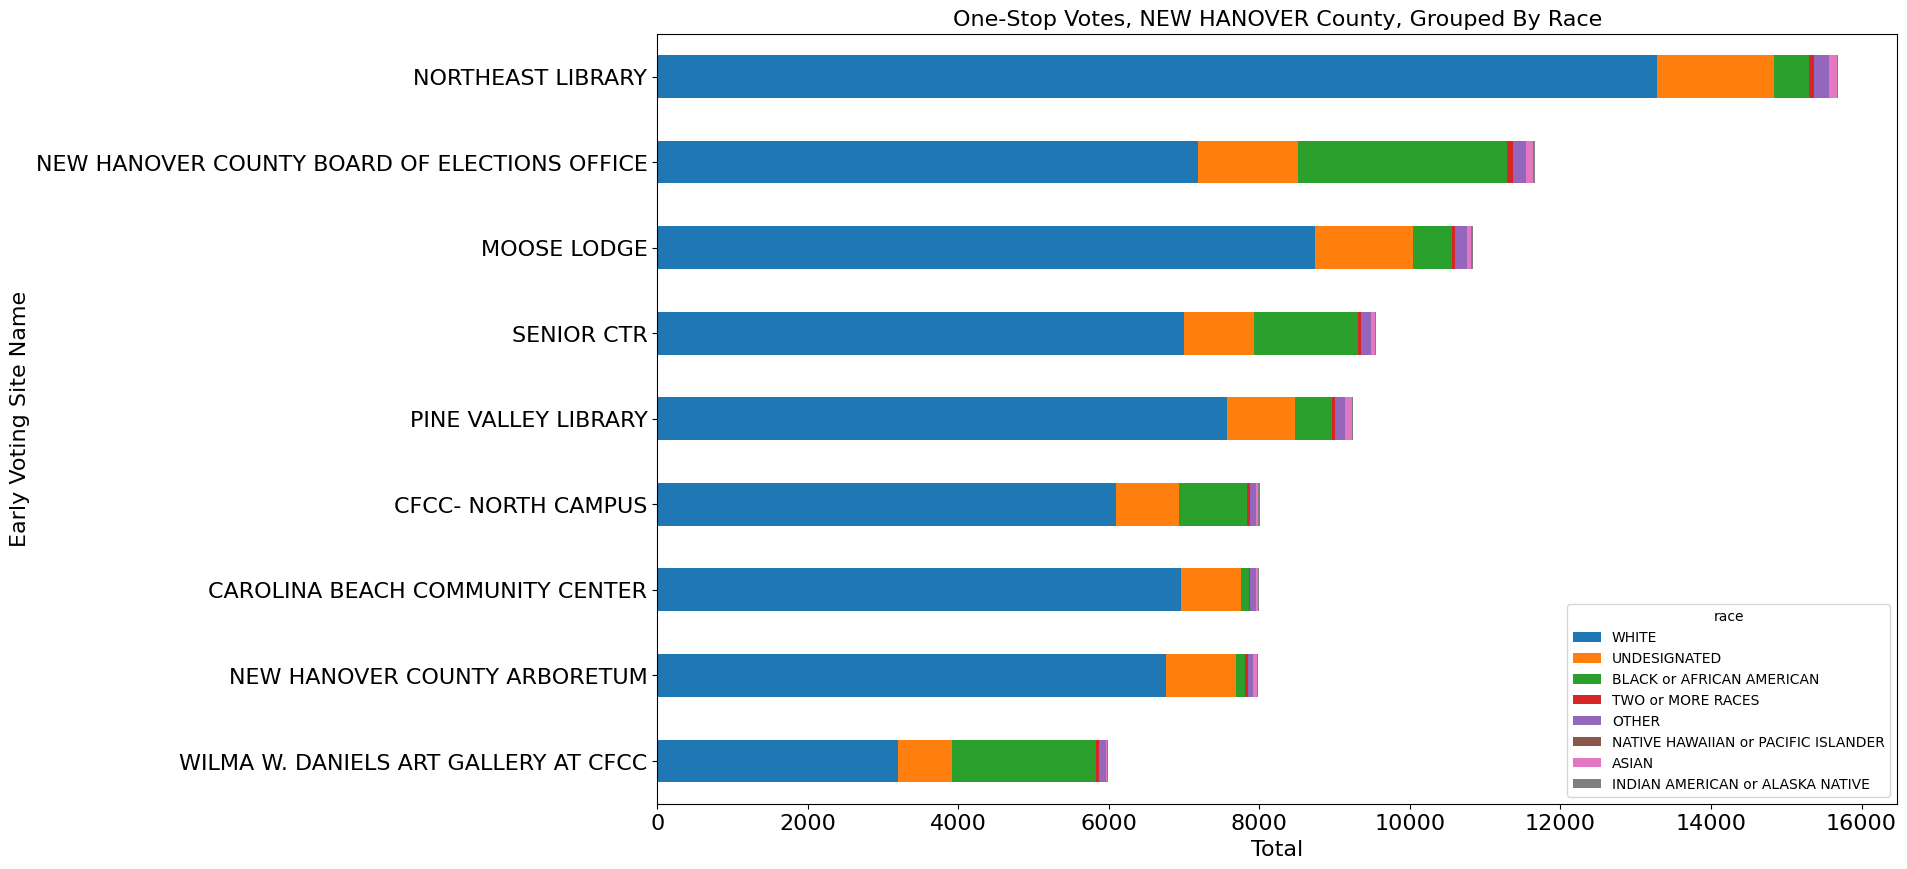 One-Stop Votes, NEW HANOVER County, Grouped By Race
Early Voting Site Name
NORTHEAST LIBRARY
NEW HANOVER COUNTY BOARD OF ELECTIONS OFFICE
MOOSE LODGE
SENIOR CTR
PINE VALLEY LIBRARY
CFCC- NORTH CAMPUS
CAROLINA BEACH COMMUNITY CENTER
NEW HANOVER COUNTY ARBORETUM
WILMA W. DANIELS ART GALLERY AT CFCC
race
WHITE
UNDESIGNATED
BLACK or AFRICAN AMERICAN
TWO or MORE RACES
OTHER
NATIVE HAWAIIAN or PACIFIC ISLANDER
ASIAN
INDIAN AMERICAN or ALASKA NATIVE
0 2000 4000 6000 8000 10000 12000 14000 16000
Total